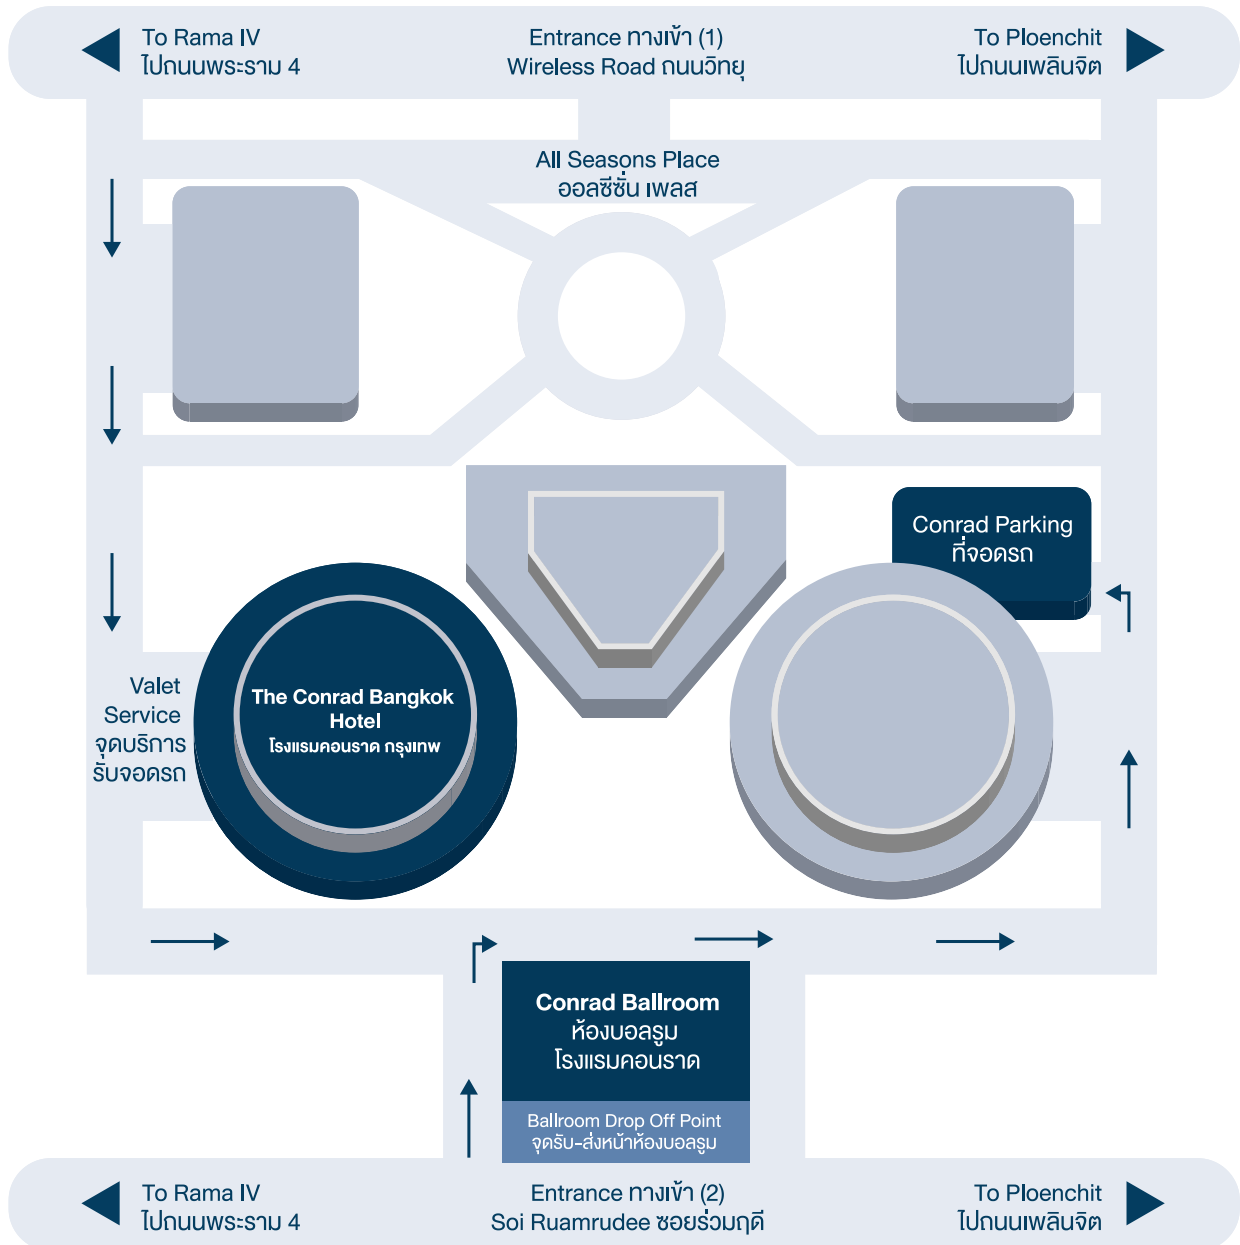 To Rama IV
ไปถนนพระราม 4
Entrance ทางเข้า (1)
Wireless Road ถนนวิทยุ
To Ploenchit
ไปถนนเพลินจิต
All Seasons Place
ออลซีซั่น เพลส
Conrad Parking
ที่จอดรถ
Valet
Service
จุดบริการ
รับจอดรถ
The Conrad Bangkok
Hotel
โรงแรมคอนราด กรุงเทพ
Conrad Ballroom
ห้องบอลรูม
โรงแรมคอนราด
Ballroom Drop Off Point
จุดรับ-ส่งหน้าห้องบอลรูม
To Rama IV
ไปถนนพระราม 4
Entrance ทางเข้า (2)
Soi Ruamrudee ซอยร่วมฤดี
To Ploenchit
ไปถนนเพลินจิต